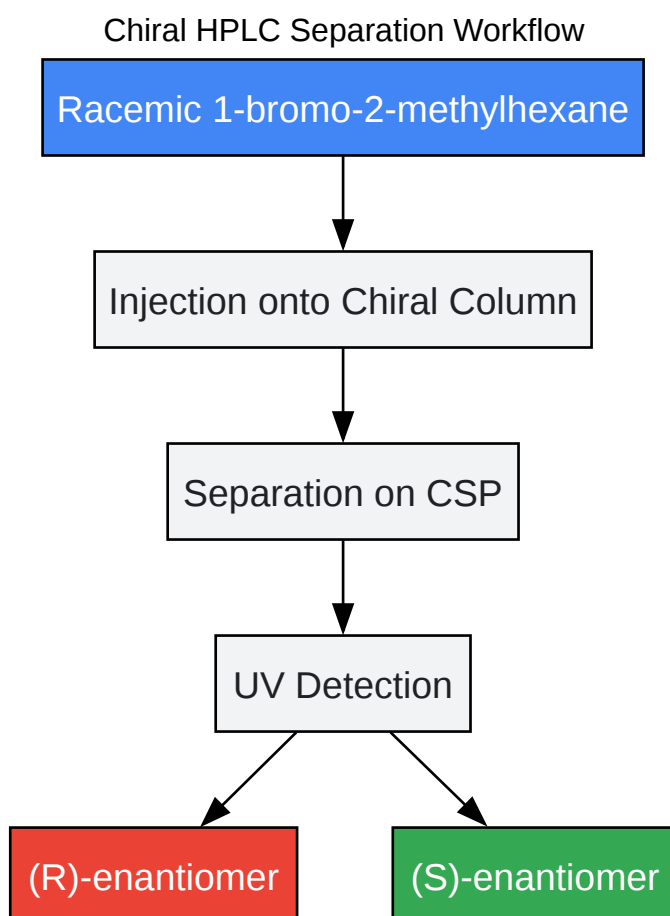 Chiral HPLC Separation Workflow
Racemic 1-bromo-2-methylhexane
Injection onto Chiral Column
Separation on CSP
UV Detection
(R)-enantiomer
(S)-enantiomer